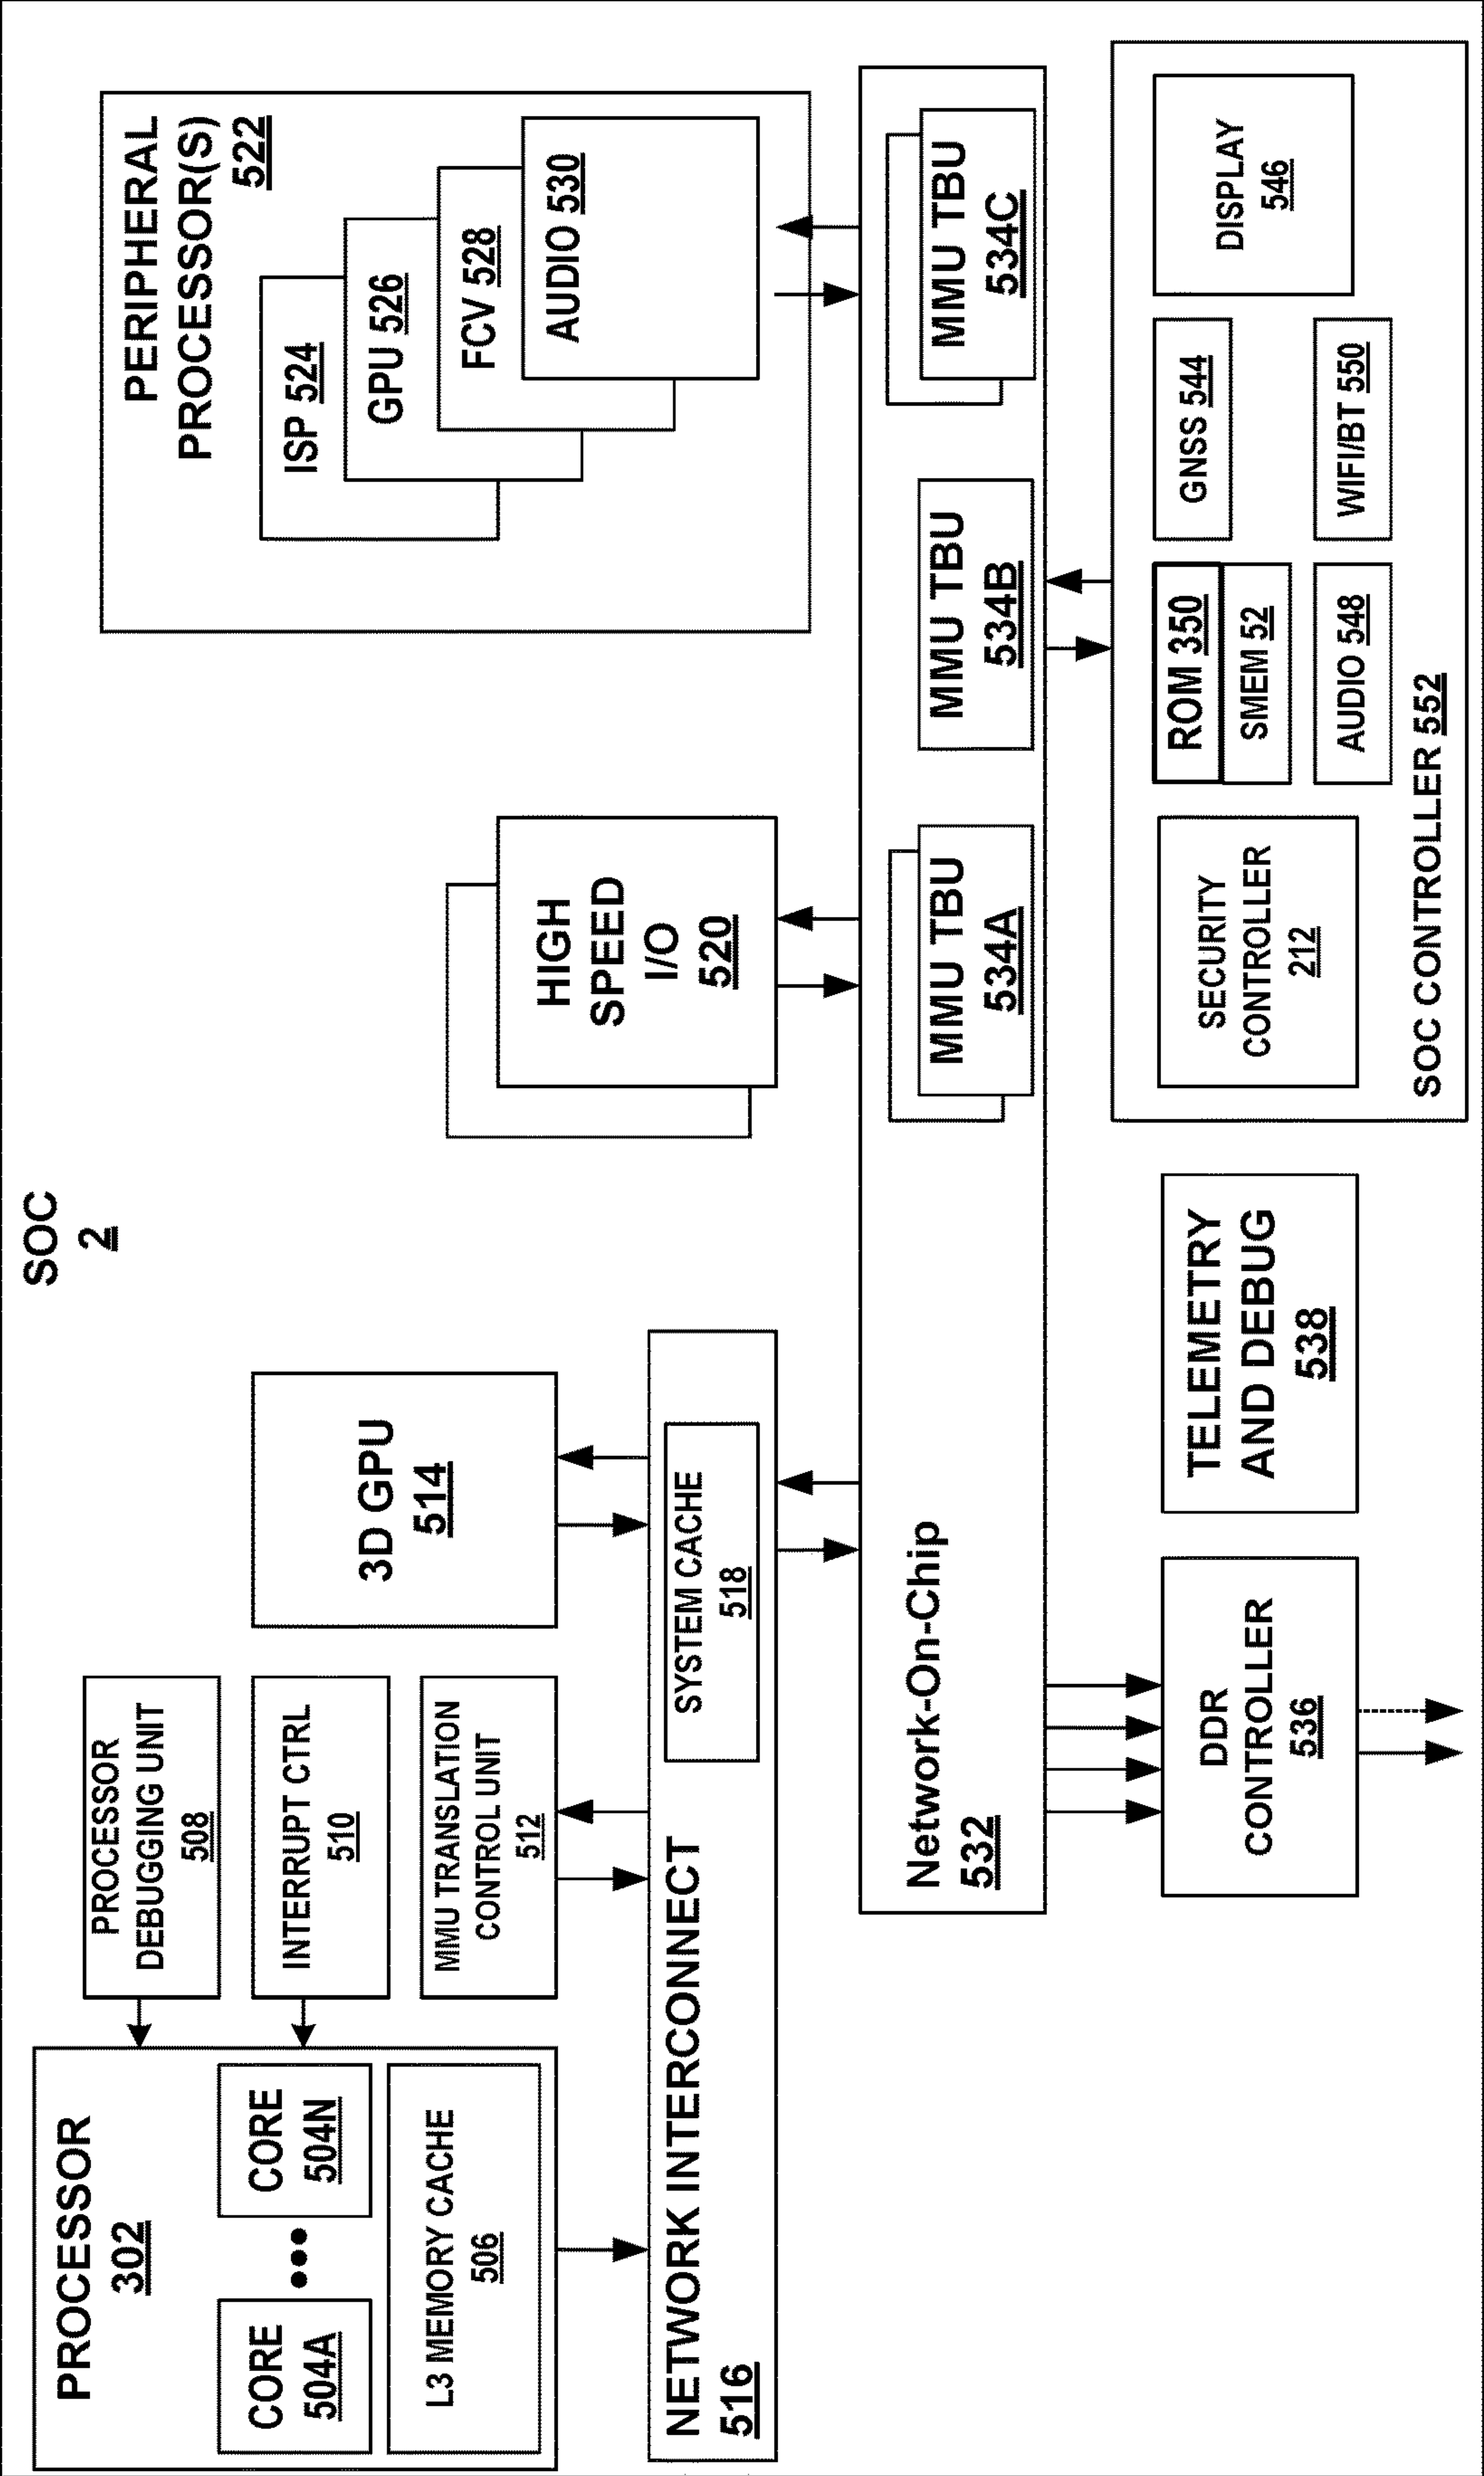 SOC
2
PROCESSOR
302
CORE
504A
CORE
504N
L3 MEMORY CACHE
506
PROCESSOR
DEBUGGING UNIT
508
INTERRUPT CTRL
510
MMU TRANSLATION
CONTROL UNIT
512
3D GPU
514
NETWORK INTERCONNECT
516
SYSTEM CACHE
518
HIGH
SPEED
I/O
520
PERIPHERAL
PROCESSOR(S)
522
ISP 524
GPU 526
FCV 528
AUDIO 530
Network-On-Chip
532
MMU TBU
534A
MMU TBU
534B
MMU TBU
534C
DDR
CONTROLLER
536
TELEMETRY
AND DEBUG
538
SECURITY
CONTROLLER
212
ROM 350
SMEM 52
AUDIO 548
GNSS 544
WIFI/BT 550
DISPLAY
546
SOC CONTROLLER 552